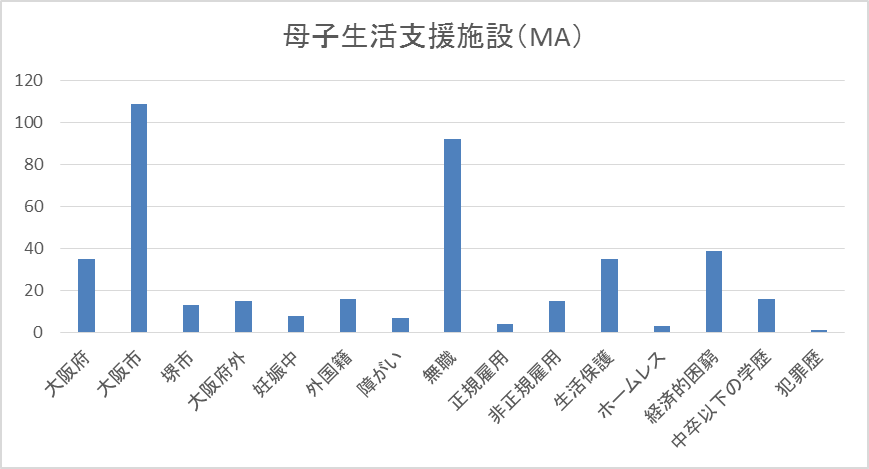 母子生活支援施設（MA）
120
100
80
60
40
20
0
大阪府
大阪市
堺市
大阪府外
妊娠中
外国籍
障がい
無職
正規雇用
非正規雇用
生活保護
ホームレス
経済的困窮
中卒以下の学歴
犯罪歴